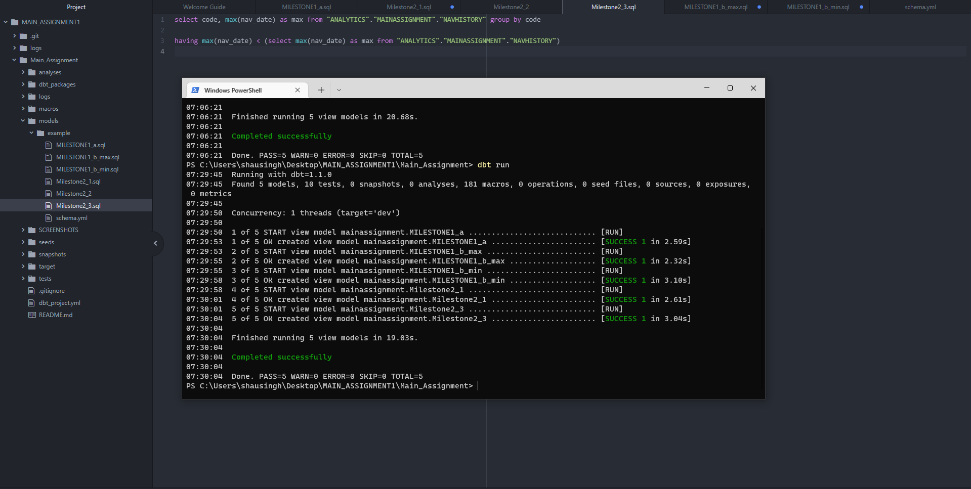 Project
Welcome Guide
MILESTONE1_a.sql
Milestone2_1.sql
Milestone2_2
Milestone2_3.sql
MILESTONE1_b_max.sql
MILESTONE1_b_min.sql
schema.yml
MAIN_ASSIGNMENT1
.git
logs
Main_Assignment
analyses
dbt_packages
logs
macros
models
example
MILESTONE1_a.sql
MILESTONE1_b_max.sql
MILESTONE1_b_min.sql
Milestone2_1.sql
Milestone2_2
Milestone2_3.sql
schema.yml
SCREENSHOTS
seeds
snapshots
target
tests
.gitignore
dbt_project.yml
README.md
1 select code, max(nav_date) as max from "ANALYTICS"."MAINASSIGNMENT"."NAVHISTORY" group by code
2
3 having max(nav_date) < (select max(nav_date) as max from "ANALYTICS"."MAINASSIGNMENT"."NAVHISTORY")
4
Windows PowerShell
07:06:21
07:06:21 Finished running 5 view models in 20.68s.
07:06:21
07:06:21 Completed successfully
07:06:21
07:06:21 Done. PASS=5 WARN=0 ERROR=0 SKIP=0 TOTAL=5
PS C:\Users\shausingh\Desktop\MAIN_ASSIGNMENT1\Main_Assignment> dbt run
07:29:45 Running with dbt=1.1.0
07:29:45 Found 5 models, 10 tests, 0 snapshots, 0 analyses, 181 macros, 0 operations, 0 seed files, 0 sources, 0 exposures,
0 metrics
07:29:45
07:29:50 Concurrency: 1 threads (target='dev')
07:29:50
07:29:50 1 of 5 START view model mainassignment.MILESTONE1_a ........................... [RUN]
07:29:53 1 of 5 OK created view model mainassignment.MILESTONE1_a ...................... [SUCCESS 1 in 2.59s]
07:29:53 2 of 5 START view model mainassignment.MILESTONE1_b_max ....................... [RUN]
07:29:55 2 of 5 OK created view model mainassignment.MILESTONE1_b_max .................. [SUCCESS 1 in 2.32s]
07:29:55 3 of 5 START view model mainassignment.MILESTONE1_b_min ....................... [RUN]
07:29:58 3 of 5 OK created view model mainassignment.MILESTONE1_b_min .................. [SUCCESS 1 in 3.10s]
07:29:58 4 of 5 START view model mainassignment.Milestone2_1 ........................... [RUN]
07:30:01 4 of 5 OK created view model mainassignment.Milestone2_1 ...................... [SUCCESS 1 in 2.61s]
07:30:01 5 of 5 START view model mainassignment.Milestone2_3 ........................... [RUN]
07:30:04 5 of 5 OK created view model mainassignment.Milestone2_3 ...................... [SUCCESS 1 in 3.04s]
07:30:04
07:30:04 Finished running 5 view models in 19.03s.
07:30:04
07:30:04 Completed successfully
07:30:04
07:30:04 Done. PASS=5 WARN=0 ERROR=0 SKIP=0 TOTAL=5
PS C:\Users\shausingh\Desktop\MAIN_ASSIGNMENT1\Main_Assignment>